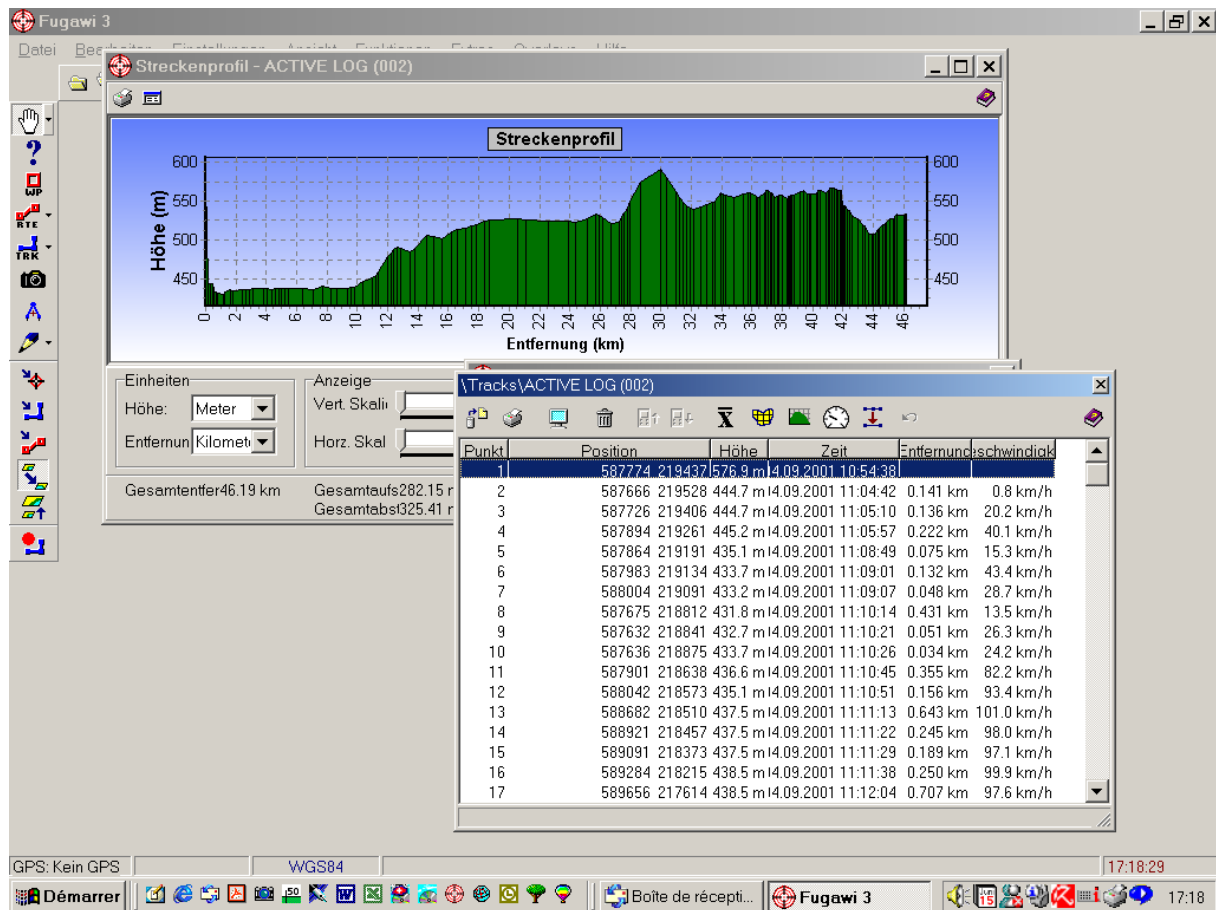 Fugawi 3
Datei
Streckenprofil - ACTIVE LOG (002)
WP
RTE
TRK
Streckenprofil
Höhe (m)
600 600
550 550
500 500
450 450
0 2 4 6 8 10 12 14 16 18 20 22 24 26 28 30 32 34 36 38 40 42 44 46
Entfernung (km)
Einheiten
Höhe: Meter
Entfernun Kilomet
Anzeige
Vert. Skali
Horz. Skal
Gesamtentfer46.19 km
Gesamtaufs282.15 r
Gesamtabst325.41 r
\Tracks\ACTIVE LOG (002)
Punkt Position Höhe Zeit Entfernung eschwindigk
1 587774 219437 576.9 m 4.09.2001 10:54:38
2 587666 219528 444.7 m 4.09.2001 11:04:42 0.141 km 0.8 km/h
3 587726 219406 444.7 m 4.09.2001 11:05:10 0.136 km 20.2 km/h
4 587894 219261 445.2 m 4.09.2001 11:05:57 0.222 km 40.1 km/h
5 587864 219191 435.1 m 4.09.2001 11:08:49 0.075 km 15.3 km/h
6 587983 219134 433.7 m 4.09.2001 11:09:01 0.132 km 43.4 km/h
7 588004 219091 433.2 m 4.09.2001 11:09:07 0.048 km 28.7 km/h
8 587675 218812 431.8 m 4.09.2001 11:10:14 0.431 km 13.5 km/h
9 587632 218841 432.7 m 4.09.2001 11:10:21 0.051 km 26.3 km/h
10 587636 218875 433.7 m 4.09.2001 11:10:26 0.034 km 24.2 km/h
11 587901 218638 436.6 m 4.09.2001 11:10:45 0.355 km 82.2 km/h
12 588042 218573 435.1 m 4.09.2001 11:10:51 0.156 km 93.4 km/h
13 588682 218510 437.5 m 4.09.2001 11:11:13 0.643 km 101.0 km/h
14 588921 218457 437.5 m 4.09.2001 11:11:22 0.245 km 98.0 km/h
15 589091 218373 437.5 m 4.09.2001 11:11:29 0.189 km 97.1 km/h
16 589284 218215 438.5 m 4.09.2001 11:11:38 0.250 km 99.9 km/h
17 589656 217614 438.5 m 4.09.2001 11:12:04 0.707 km 97.6 km/h
GPS: Kein GPS WGS84 17:18:29
Démarrer Boîte de récepti... Fugawi 3 17:18